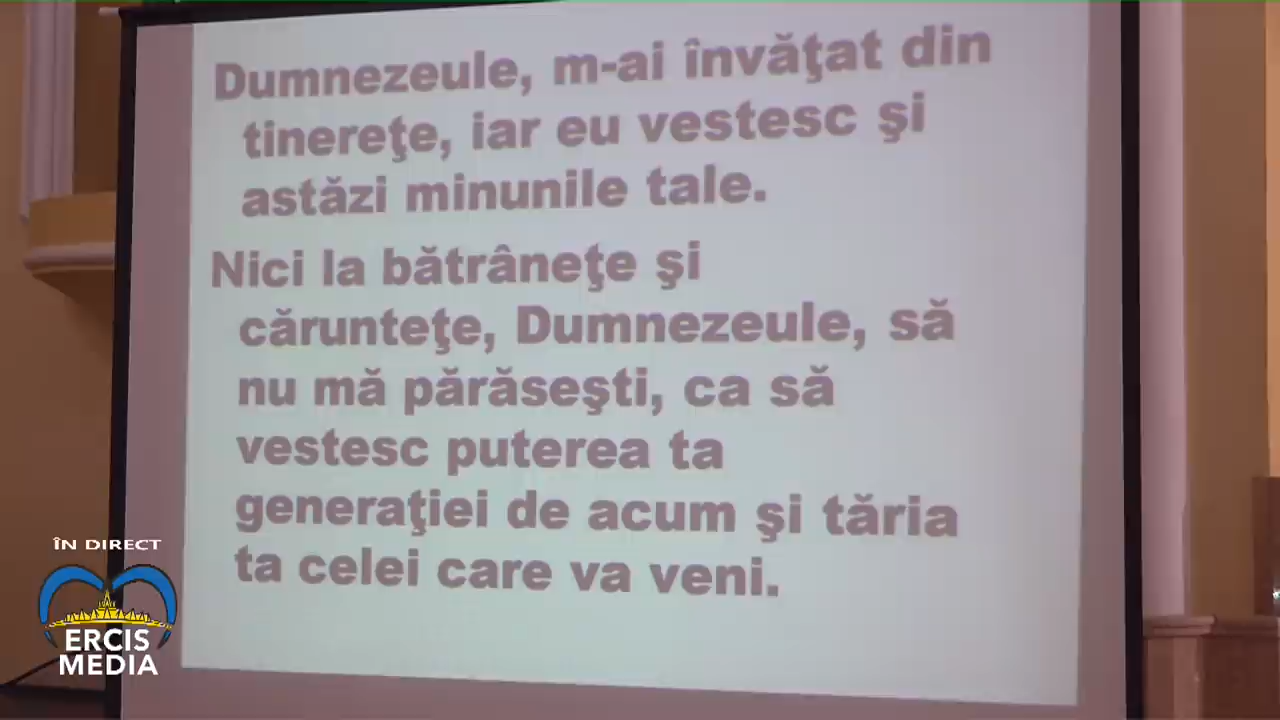 Dumnezeule, m-ai învăţat din
tinereţe, iar eu vestesc şi
astăzi minunile tale.
Nici la bătrâneţe şi
cărunteţe, Dumnezeule, să
nu mă părăseşti, ca să
vestesc puterea ta
generaţiei de acum şi tăria
ta celei care va veni.
ÎN DIRECT
ERCIS
MEDIA